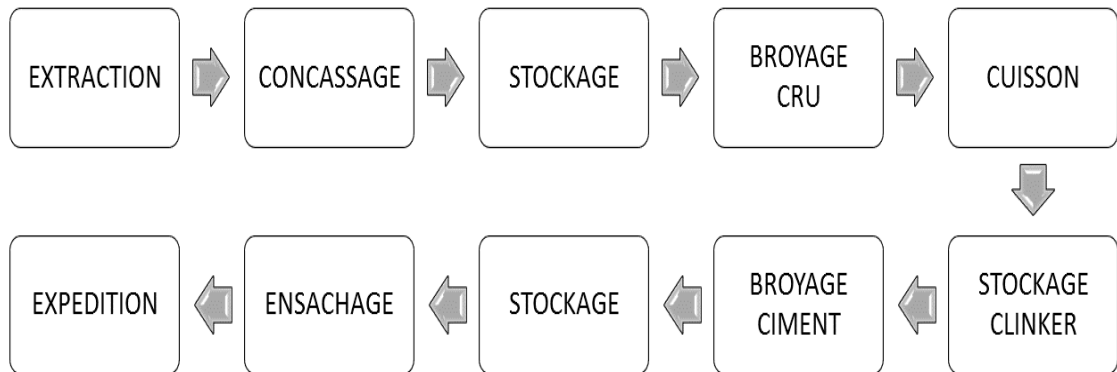 EXTRACTION
CONCASSAGE
STOCKAGE
BROYAGE
CRU
CUISSON
STOCKAGE
CLINKER
BROYAGE
CIMENT
STOCKAGE
ENSACHAGE
EXPEDITION